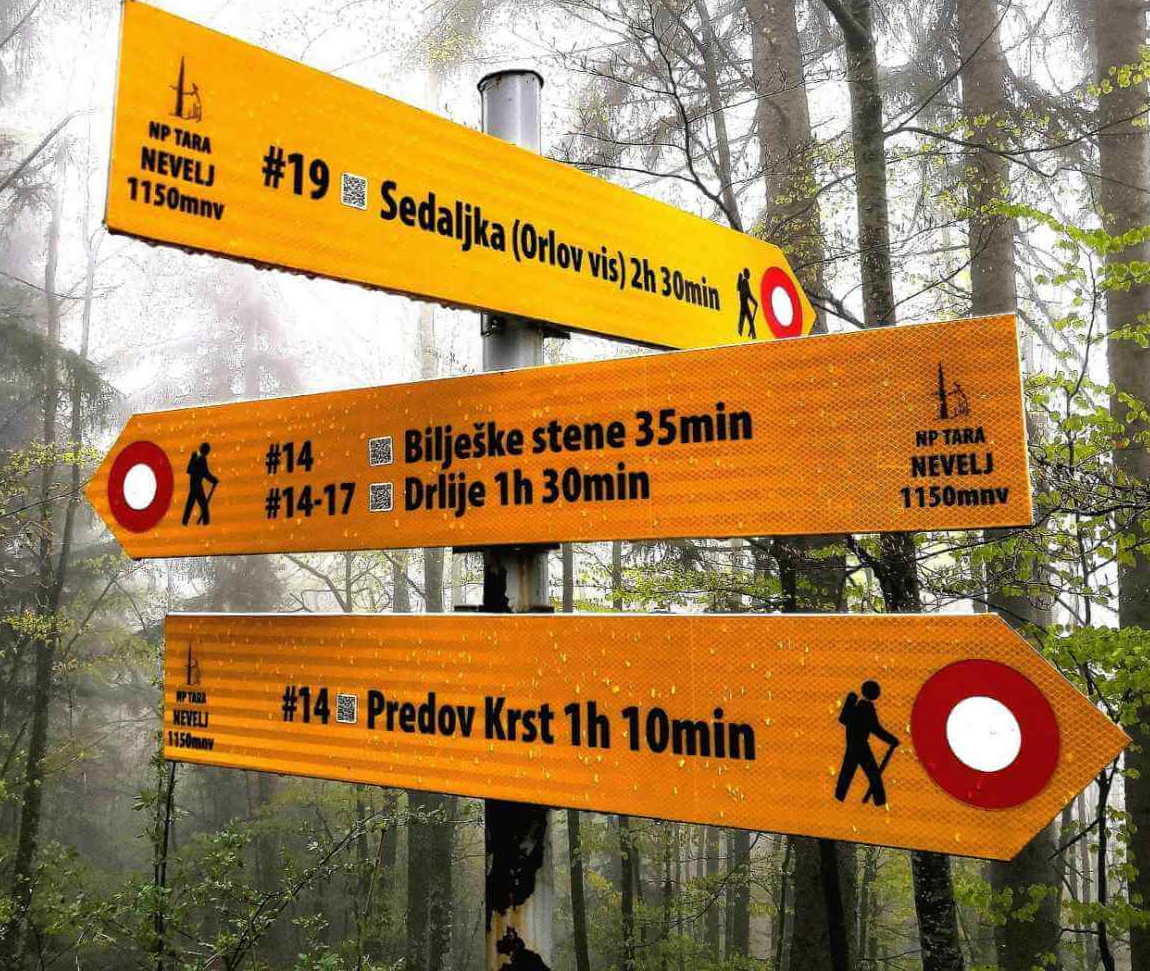 NP TARA
NEVELJ
1150mnv
#19 Sedaljka (Orlov vis) 2h 30min
#14 Bilješke stene 35min
#14-17 Drlije 1h 30min
NP TARA
NEVELJ
1150mnv
NP TARA
NEVELJ
1150mnv
#14 Predov Krst 1h 10min